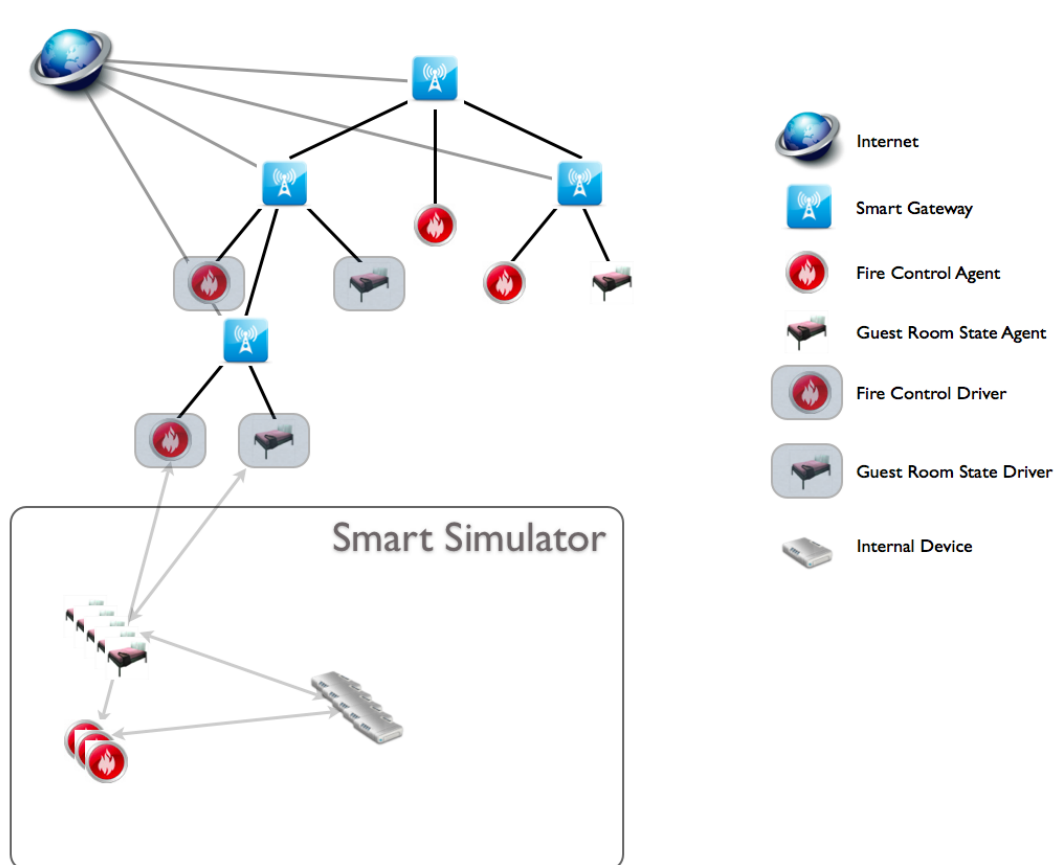 Internet
Smart Gateway
Fire Control Agent
Guest Room State Agent
Fire Control Driver
Guest Room State Driver
Internal Device
Smart Simulator